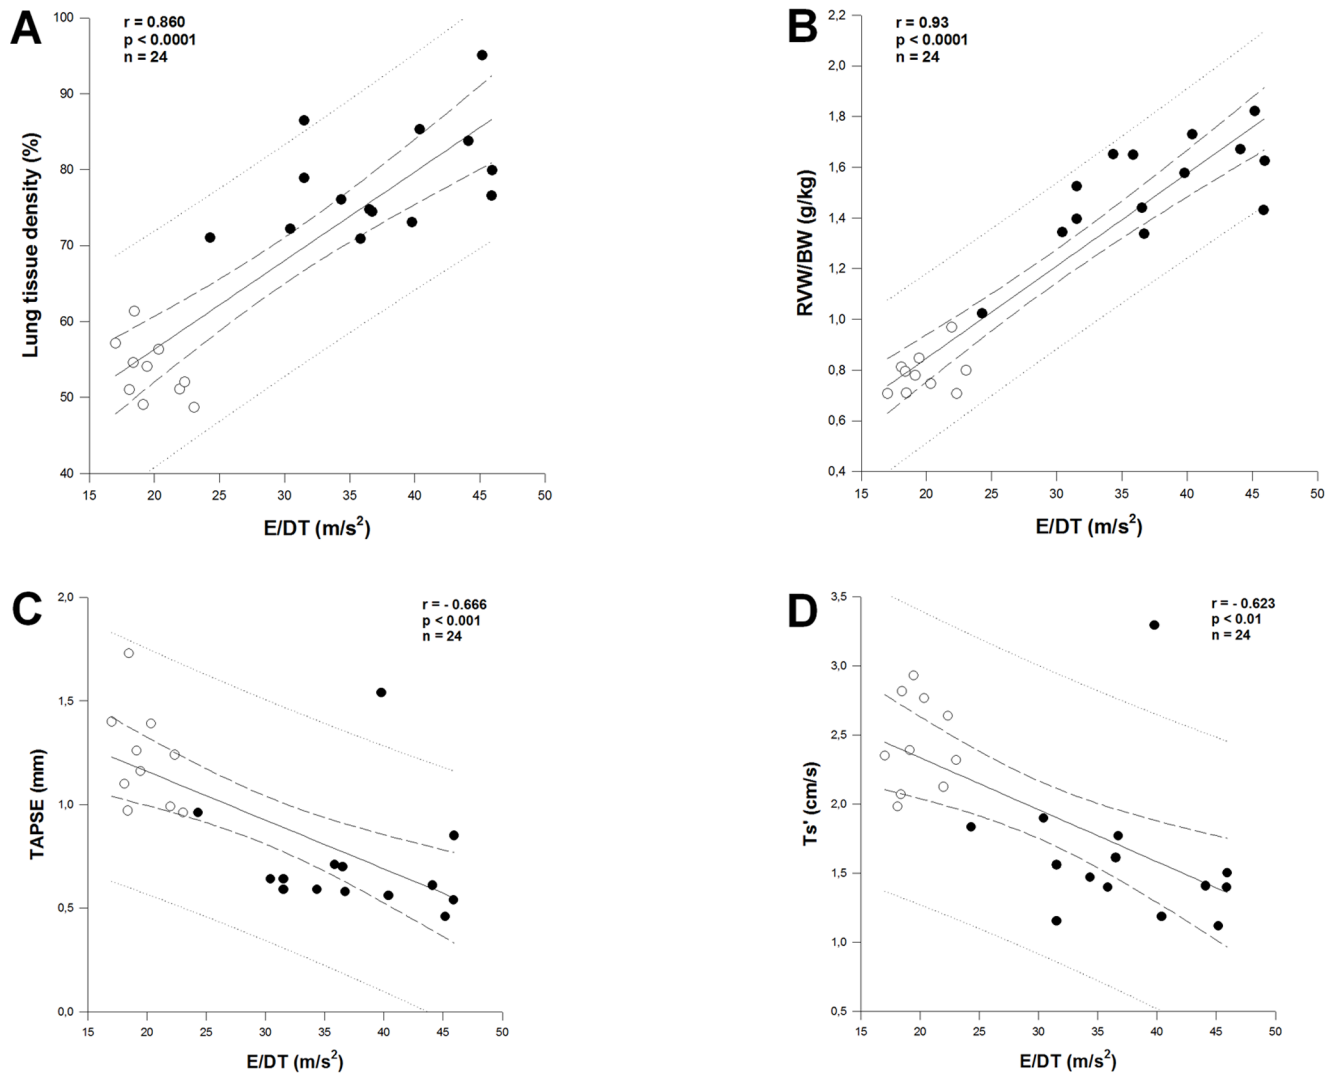 A
r = 0.860
p < 0.0001
n = 24
100
90
80
70
60
50
40
Lung tissue density (%)
15 20 25 30 35 40 45 50
E/DT (m/s²)
B
r = 0.93
p < 0.0001
n = 24
2,2
2,0
1,8
1,6
1,4
1,2
1,0
0,8
0,6
0,4
RVW/BW (g/kg)
15 20 25 30 35 40 45 50
E/DT (m/s²)
C
r = - 0.666
p < 0.001
n = 24
2,0
1,5
1,0
0,5
0,0
TAPSE (mm)
15 20 25 30 35 40 45 50
E/DT (m/s²)
D
r = - 0.623
p < 0.01
n = 24
3,5
3,0
2,5
2,0
1,5
1,0
0,5
Ts' (cm/s)
15 20 25 30 35 40 45 50
E/DT (m/s²)